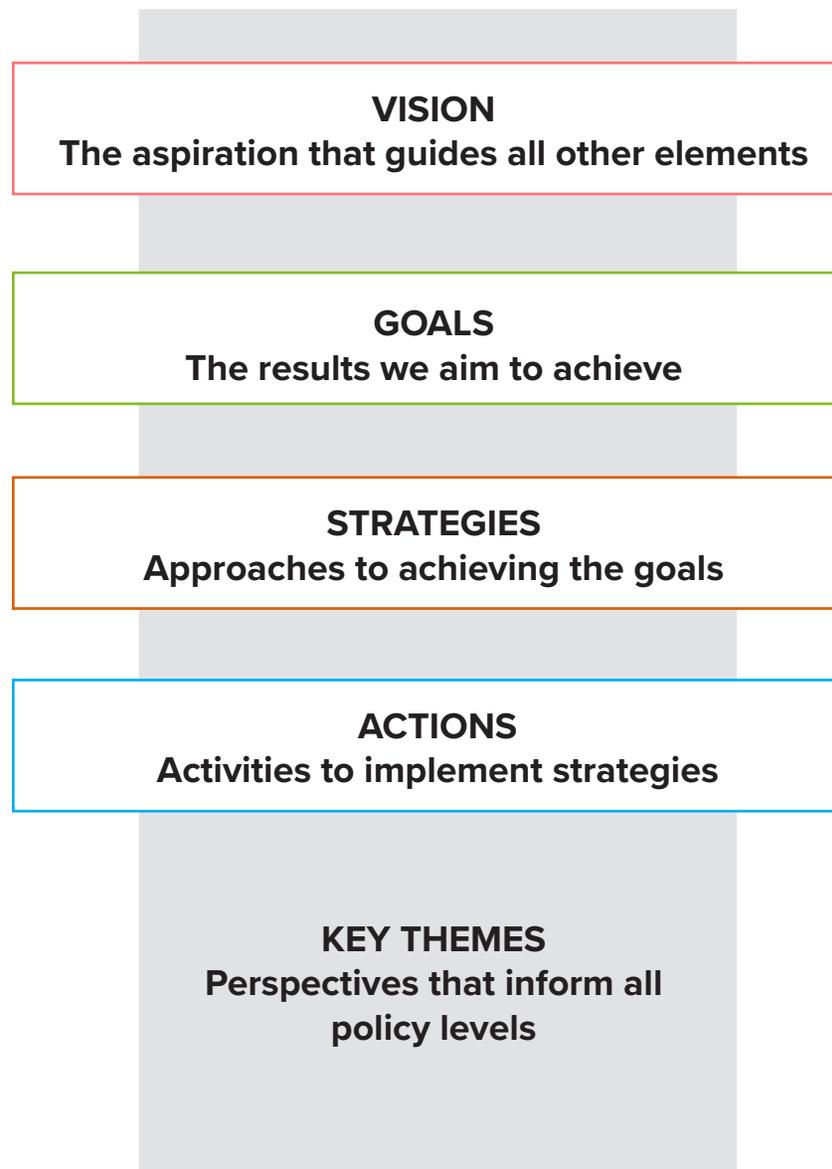 VISION
The aspiration that guides all other elements
GOALS
The results we aim to achieve
STRATEGIES
Approaches to achieving the goals
ACTIONS
Activities to implement strategies
KEY THEMES
Perspectives that inform all
policy levels